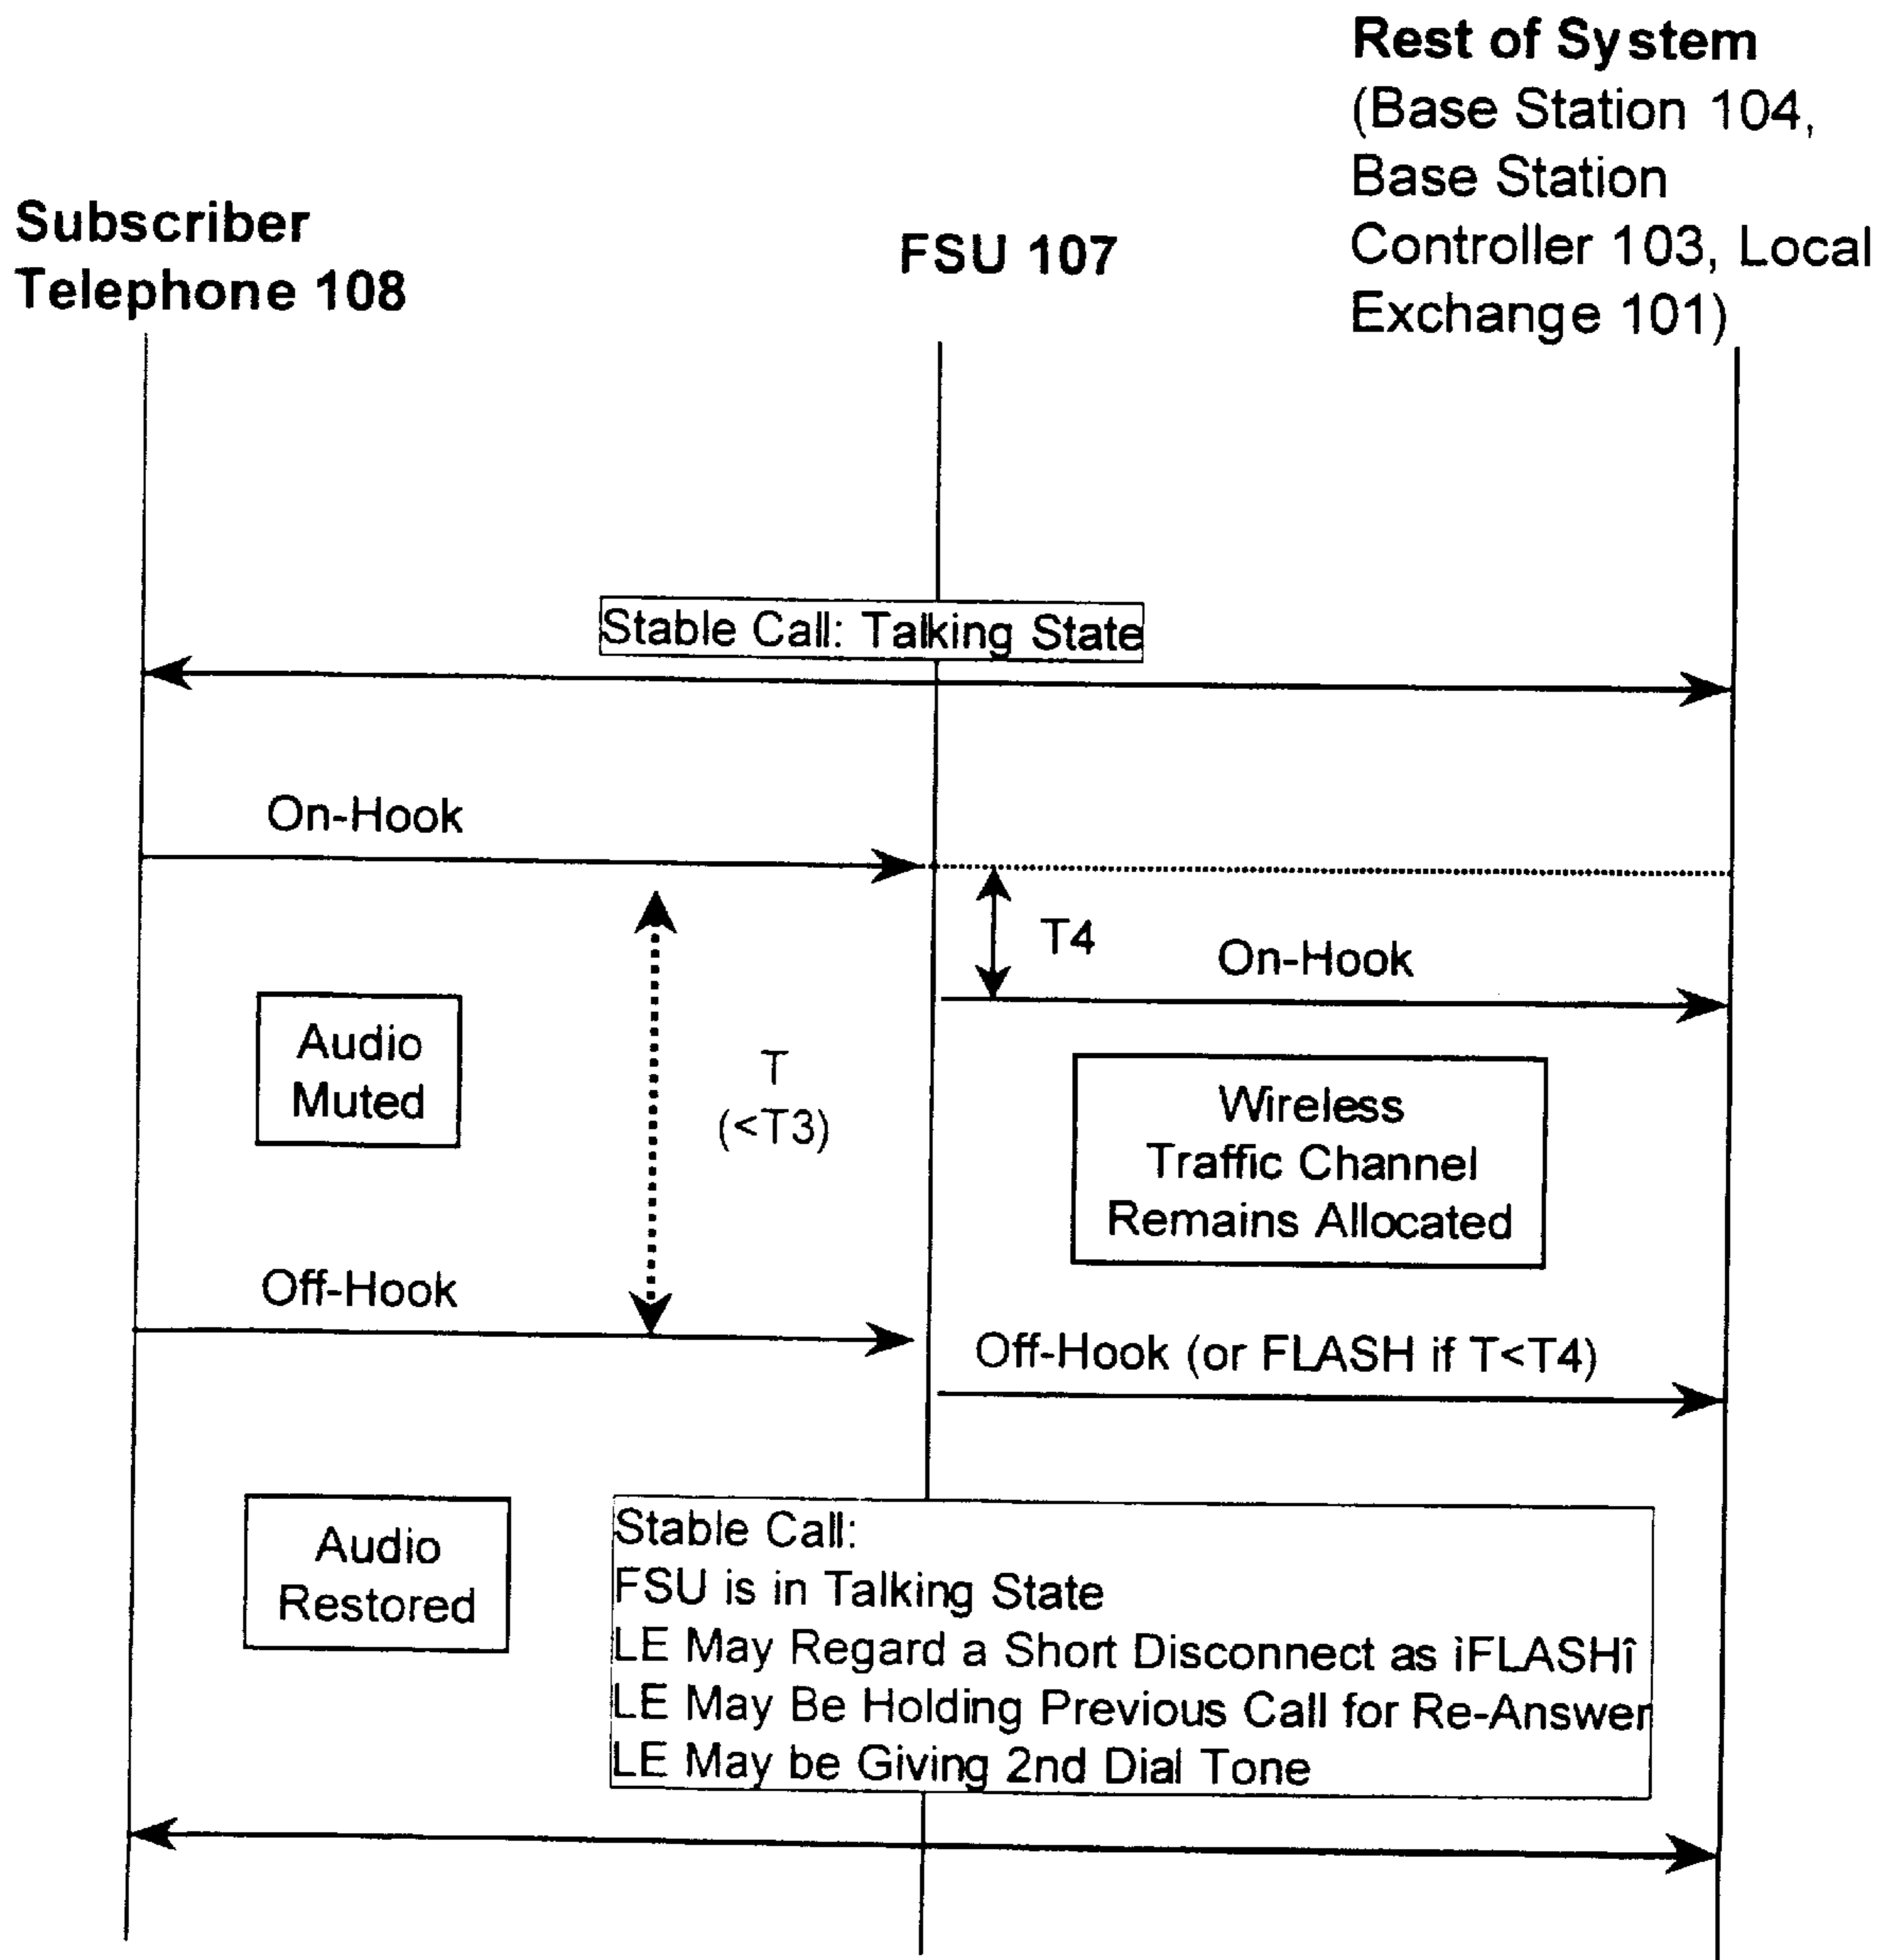 Rest of System
(Base Station 104,
Base Station
Controller 103, Local
Exchange 101)
Subscriber
Telephone 108
FSU 107
Stable Call: Talking State
On-Hook
T4
On-Hook
Audio
Muted
T
(<T3)
Wireless
Traffic Channel
Remains Allocated
Off-Hook
Off-Hook (or FLASH if T<T4)
Audio
Restored
Stable Call:
FSU is in Talking State
LE May Regard a Short Disconnect as ìFLASHî
LE May Be Holding Previous Call for Re-Answer
LE May be Giving 2nd Dial Tone